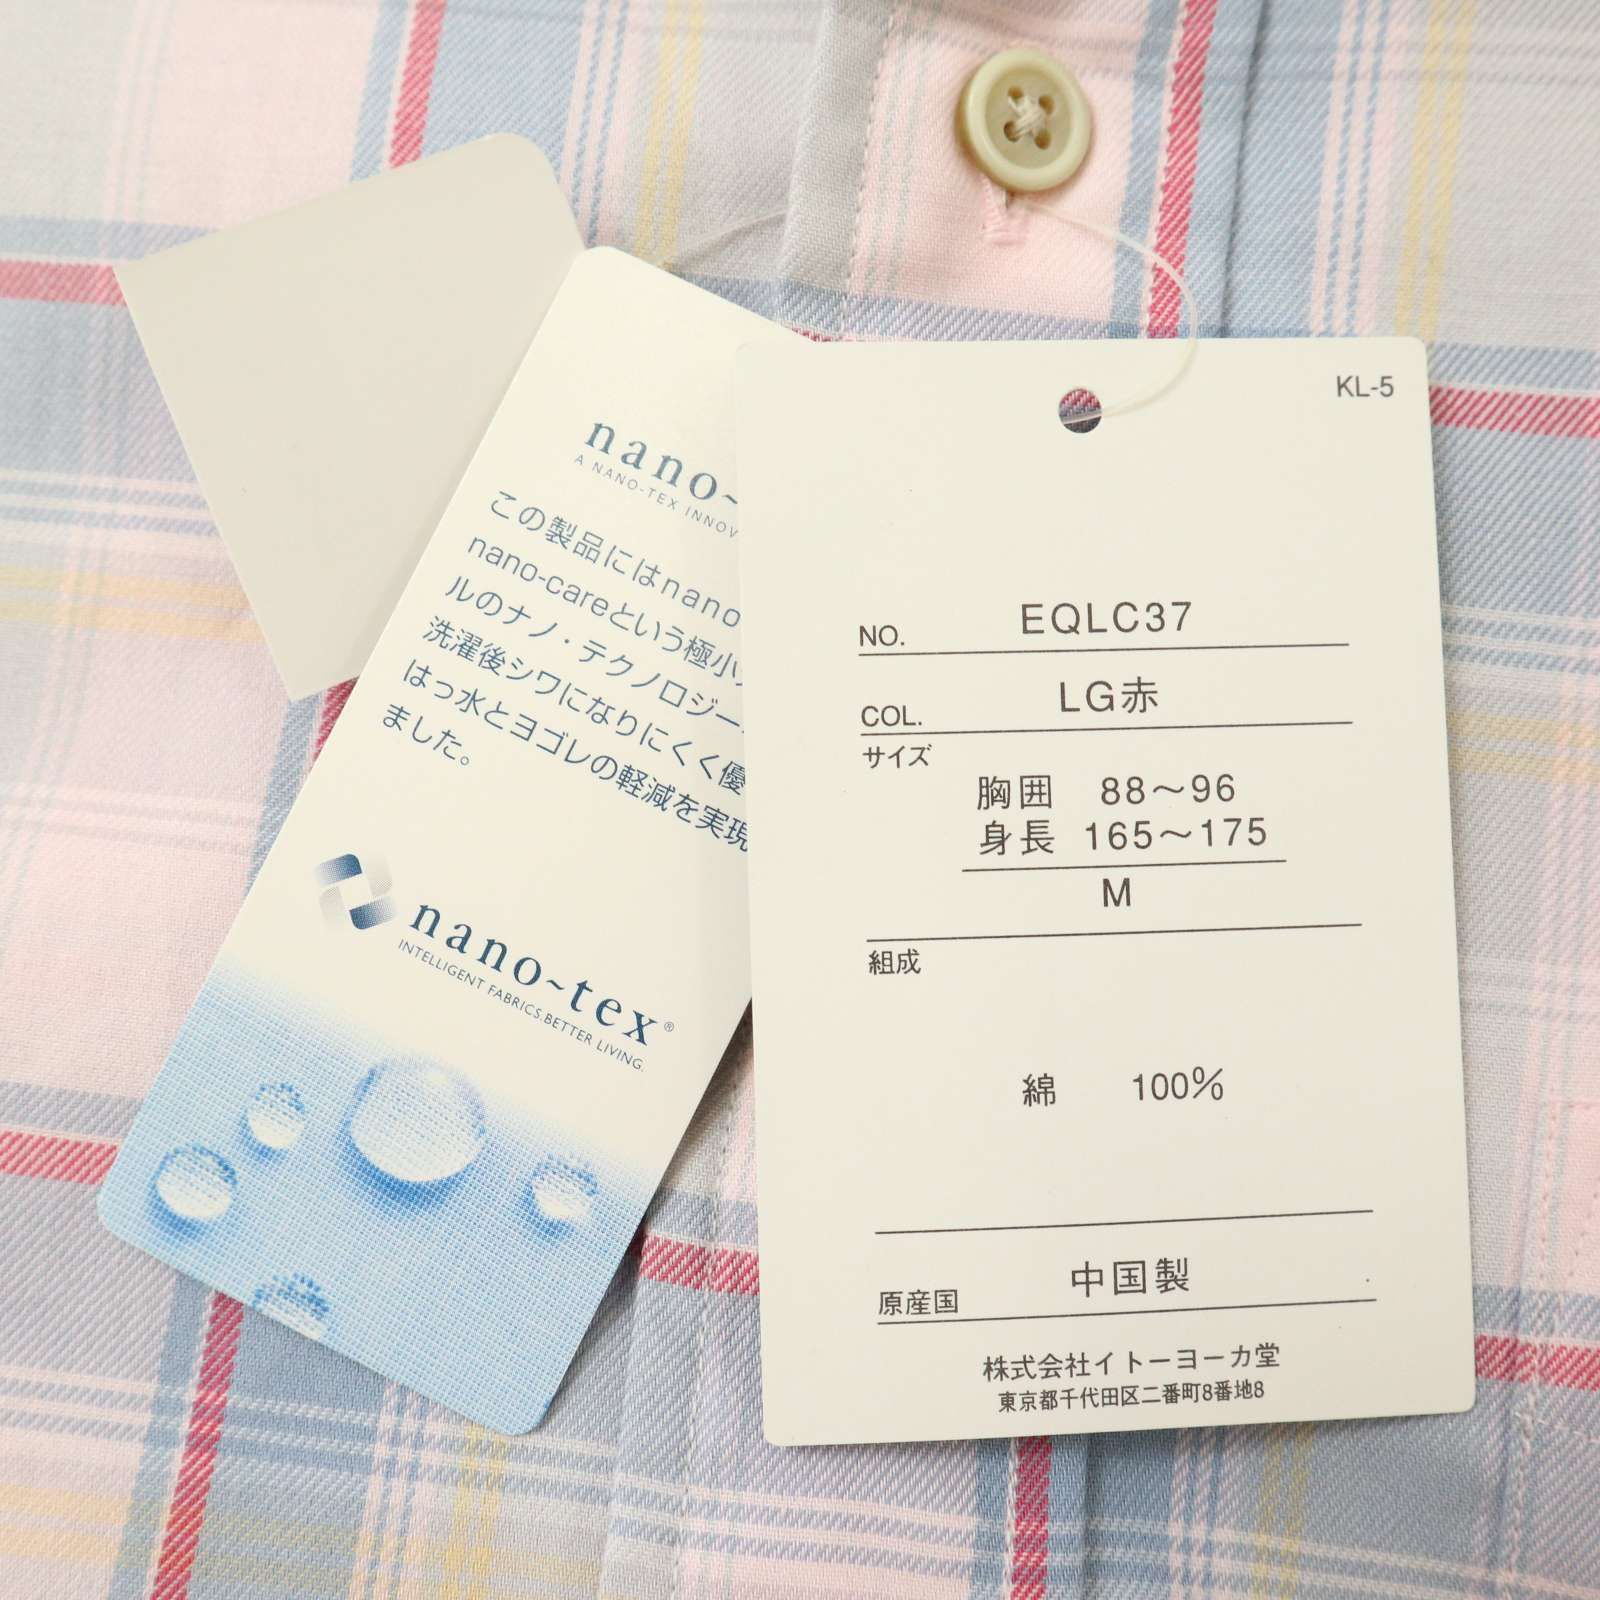 nano~
A NANO-TEX INNOV
この製品にはnano
nano-careという極小
ルのナノ・テクノロジー
洗濯後シワになりにくく優
はっ水とヨゴレの軽減を実現
ました。
nano~tex®
INTELLIGENT FABRICS.BETTER LIVING.
KL-5
NO. EQLC37
COL. LG赤
サイズ
胸囲 88〜96
身長 165〜175
M
組成
綿 100%
原産国 中国製
株式会社イトーヨーカ堂
東京都千代田区二番町8番地8